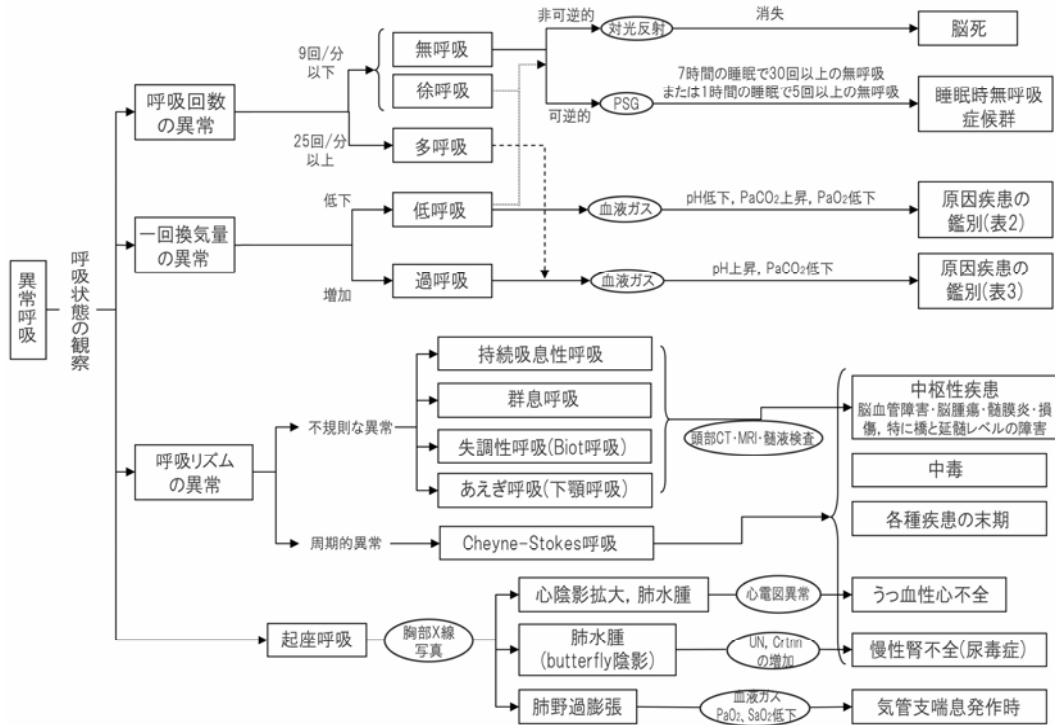 異常呼吸
呼吸状態の観察
呼吸回数
の異常
9回/分
以下
無呼吸
徐呼吸
非可逆的
対光反射
消失
脳死
可逆的
PSG
7時間の睡眠で30回以上の無呼吸
または1時間の睡眠で5回以上の無呼吸
睡眠時無呼吸
症候群
25回/分
以上
多呼吸
一回換気量
の異常
低下
低呼吸
血液ガス
pH低下, PaCO₂上昇, PaO₂低下
原因疾患の
鑑別(表2)
増加
過呼吸
血液ガス
pH上昇, PaCO₂低下
原因疾患の
鑑別(表3)
呼吸リズム
の異常
不規則な異常
持続吸息性呼吸
群息呼吸
失調性呼吸(Biot呼吸)
あえぎ呼吸(下顎呼吸)
頭部CT・MRI・髄液検査
中枢性疾患
脳血管障害・脳腫瘍・髄膜炎・損
傷, 特に橋と延髄レベルの障害
中毒
各種疾患の末期
周期的異常
Cheyne-Stokes呼吸
起座呼吸
胸部X線
写真
心陰影拡大, 肺水腫
心電図異常
うっ血性心不全
肺水腫
(butterfly陰影)
UN, Crtnn
の増加
慢性腎不全(尿毒症)
肺野過膨張
血液ガス
PaO₂、SaO₂低下
気管支喘息発作時